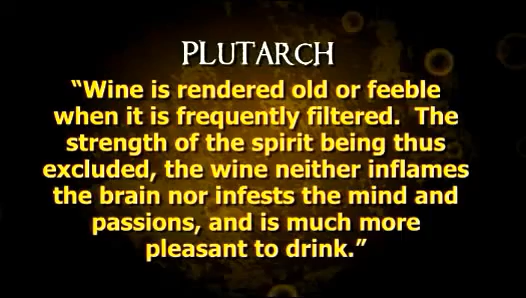 PLUTARCH
“Wine is rendered old or feeble
when it is frequently filtered.  The
strength of the spirit being thus
excluded, the wine neither inflames
the brain nor infests the mind and
passions, and is much more
pleasant to drink.”